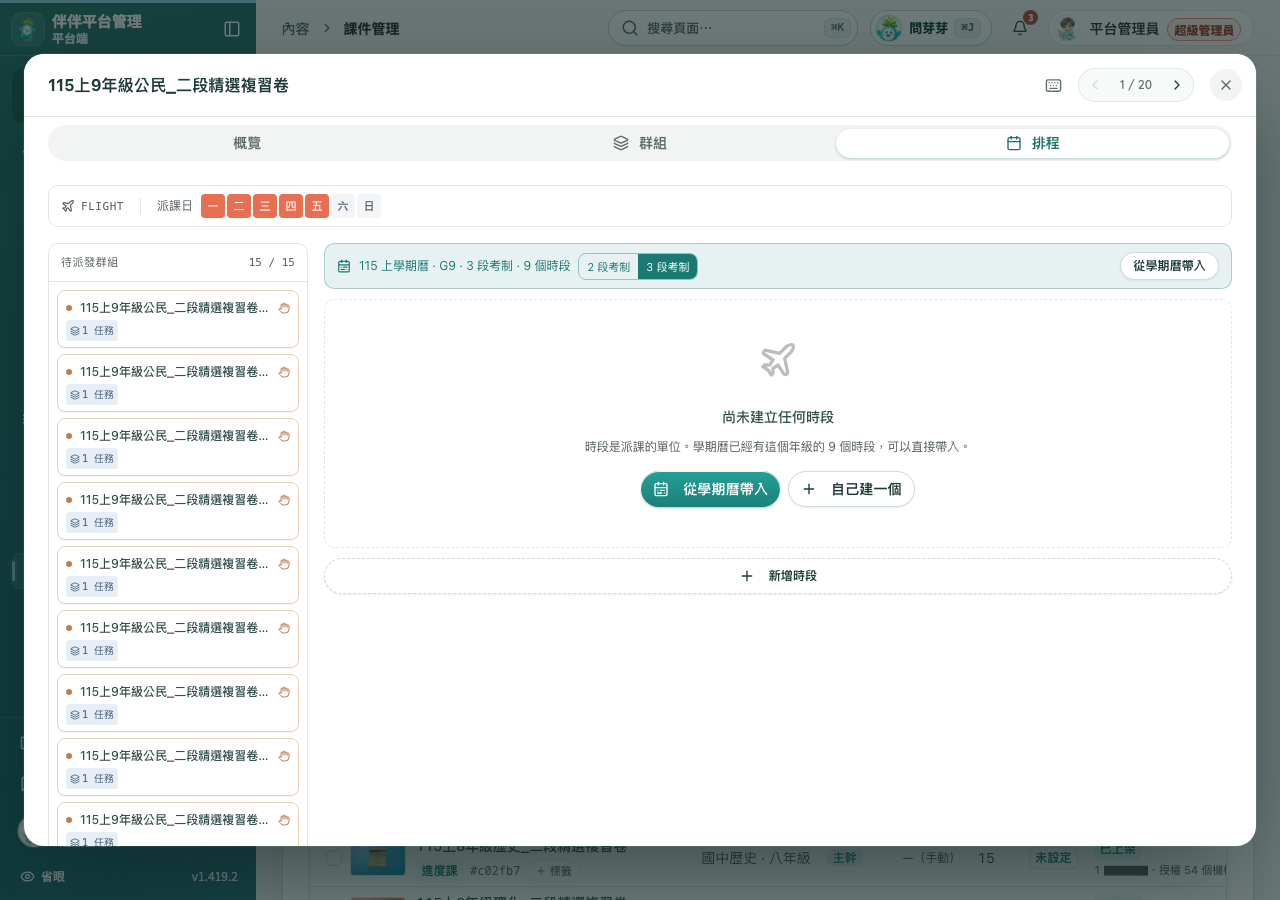 伴伴平台管理
平台端
內容 > 課件管理
搜尋頁面⋯
⌘K
問芽芽 ⌘J
3
平台管理員 超級管理員
115上9年級公民_二段精選複習卷
1 / 20
概覽
群組
排程
FLIGHT
派課日 一 二 三 四 五 六 日
待派發群組 15 / 15
115上9年級公民_二段精選複習卷...
1 任務
115上9年級公民_二段精選複習卷...
1 任務
115上9年級公民_二段精選複習卷...
1 任務
115上9年級公民_二段精選複習卷...
1 任務
115上9年級公民_二段精選複習卷...
1 任務
115上9年級公民_二段精選複習卷...
1 任務
115上9年級公民_二段精選複習卷...
1 任務
115上9年級公民_二段精選複習卷...
1 任務
115上9年級公民_二段精選複習卷...
1 任務
115 上學期曆 · G9 · 3 段考制 · 9 個時段
2 段考制 3 段考制
從學期曆帶入
尚未建立任何時段
時段是派課的單位。學期曆已經有這個年級的 9 個時段，可以直接帶入。
從學期曆帶入
+ 自己建一個
+ 新增時段
115上8年級歷史_二段精選複習卷
進度課 #c02fb7 + 標籤
國中歷史 · 八年級
主幹
一 (手動)
15
未設定
已上架
1 · 授權 54 個機
省眼
v1.419.2